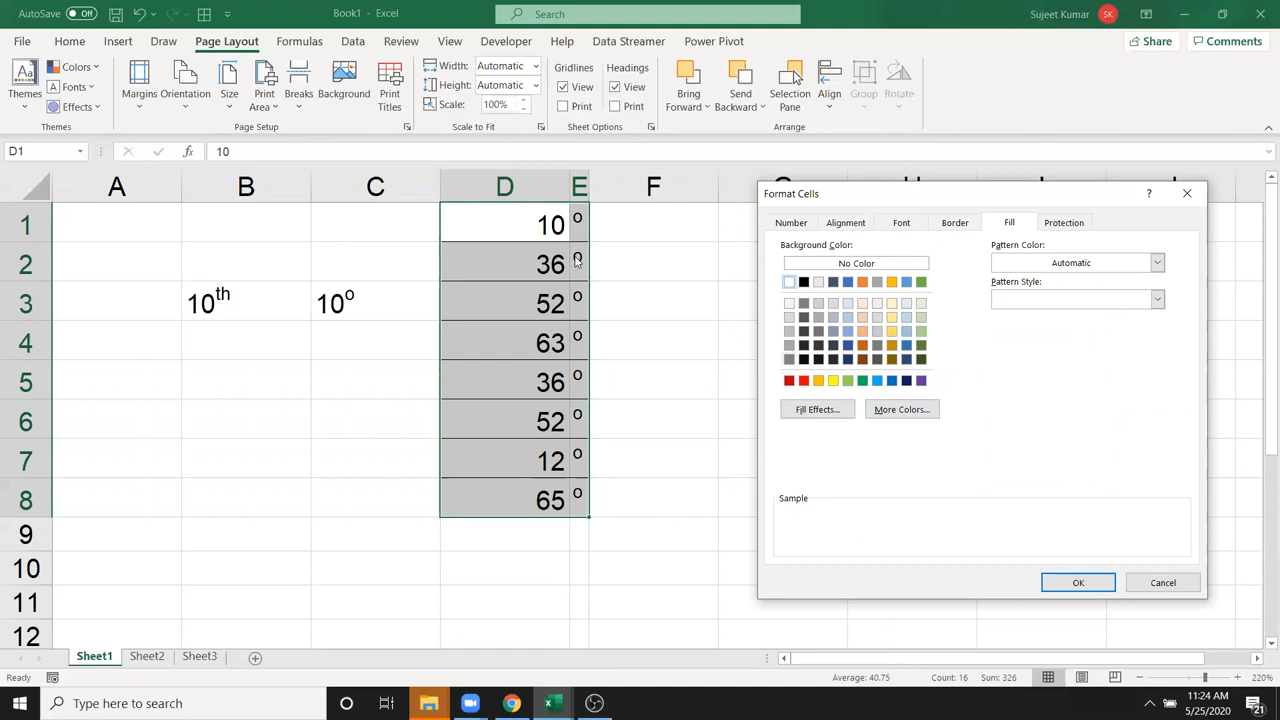 AutoSave Off Book1 - Excel Search Sujeet Kumar SK
File Home Insert Draw Page Layout Formulas Data Review View Developer Help Data Streamer Power Pivot Share Comments
Themes Colors Fonts Effects Margins Orientation Size Print Area Breaks Background Print Titles Width: Automatic Height: Automatic Scale: 100% Gridlines View Print Headings View Print Bring Forward Send Backward Selection Pane Align Group Rotate
Themes Page Setup Scale to Fit Sheet Options Arrange
D1 fx 10
A B C D E F
1 10 o
2 36 o
3 10th 10o 52 o
4 63 o
5 36 o
6 52 o
7 12 o
8 65 o
9
10
11
12
Format Cells ?
Number Alignment Font Border Fill Protection
Background Color: Pattern Color:
No Color Automatic
Pattern Style:
Fill Effects... More Colors...
Sample
OK Cancel
Sheet1 Sheet2 Sheet3
Ready Average: 40.75 Count: 16 Sum: 326 220%
Type here to search 11:24 AM
5/25/2020 21